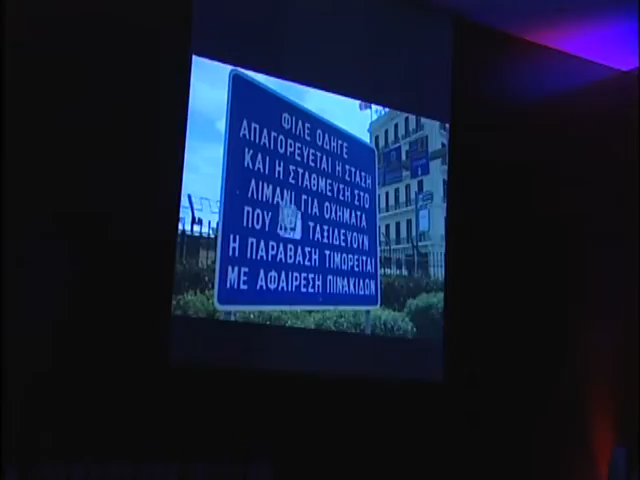 ΦΙΛΕ ΟΔΗΓΕ
ΑΠΑΓΟΡΕΥΕΤΑΙ Η ΣΤΑΣΗ
ΚΑΙ Η ΣΤΑΘΜΕΥΣΗ ΣΤΟ
ΛΙΜΑΝΙ ΓΙΑ ΟΧΗΜΑΤΑ
ΠΟΥ ΤΑΞΙΔΕΥΟΥΝ
Η ΠΑΡΑΒΑΣΗ ΤΙΜΩΡΕΙΤΑΙ
ΜΕ ΑΦΑΙΡΕΣΗ ΠΙΝΑΚΙΔΩΝ